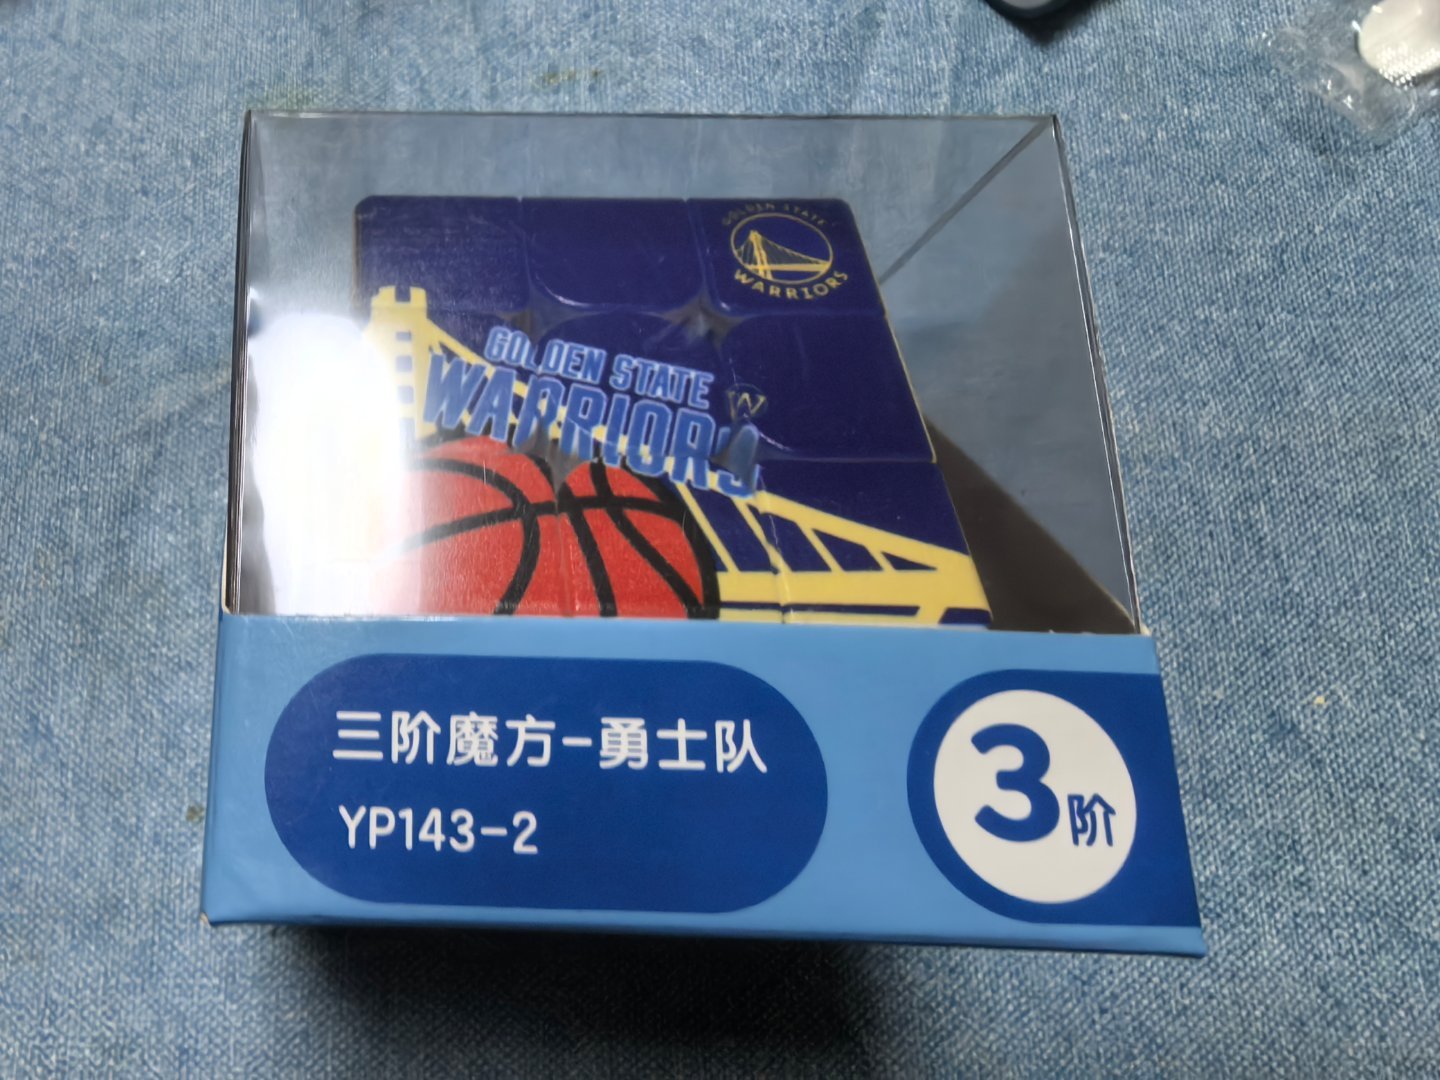 GOLDEN STATE
WARRIORS
GOLDEN STATE
WARRIORS
W
三阶魔方-勇士队
YP143-2
3阶